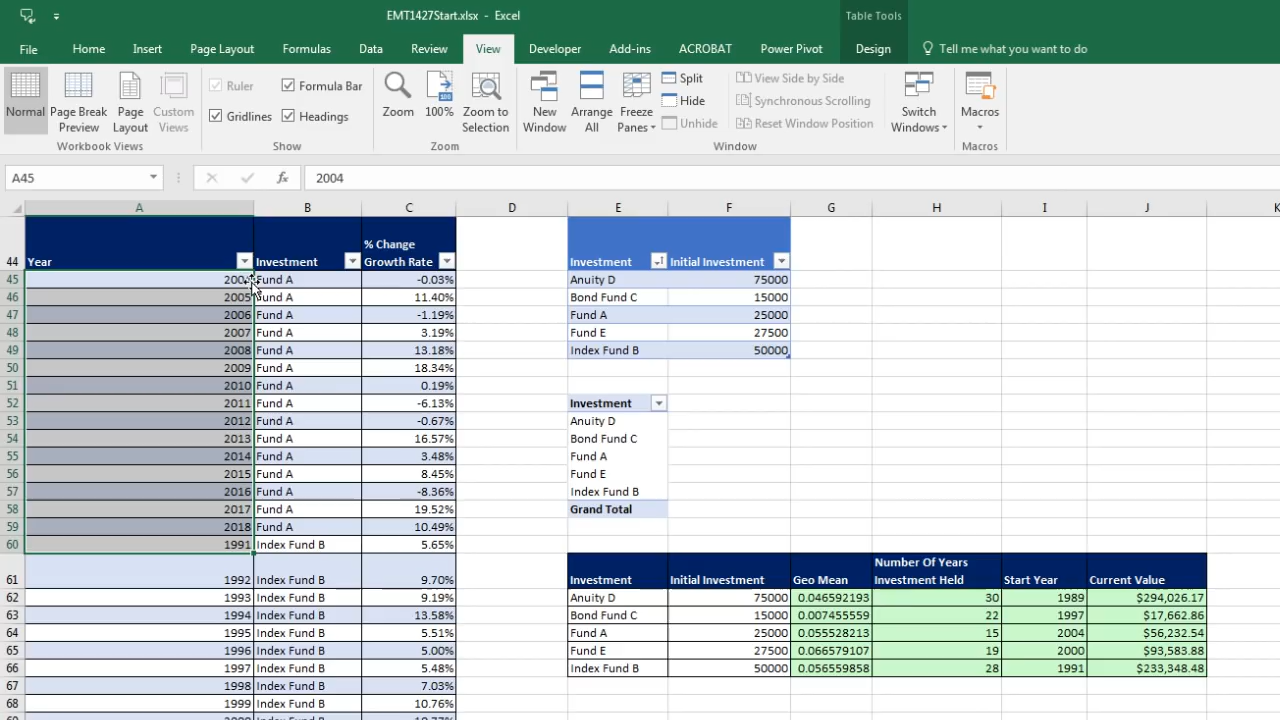 EMT1427Start.xlsx - Excel
Table Tools
File Home Insert Page Layout Formulas Data Review View Developer Add-ins ACROBAT Power Pivot Design Tell me what you want to do
Normal
Page Break Preview
Page Layout
Custom Views
Workbook Views
Ruler
Formula Bar
Gridlines
Headings
Show
Zoom
100%
Zoom to Selection
Zoom
New Window
Arrange All
Freeze Panes
Split
Hide
Unhide
View Side by Side
Synchronous Scrolling
Reset Window Position
Window
Switch Windows
Macros
Macros
A45 fx 2004
A B C D E F G H I J K
44 Year Investment % Change Growth Rate Investment Initial Investment
45 Fund A -0.03% Anuity D 75000
46 2005 Fund A 11.40% Bond Fund C 15000
47 2006 Fund A -1.19% Fund A 25000
48 2007 Fund A 3.19% Fund E 27500
49 2008 Fund A 13.18% Index Fund B 50000
50 2009 Fund A 18.34%
51 2010 Fund A 0.19%
52 2011 Fund A -6.13% Investment
53 2012 Fund A -0.67% Anuity D
54 2013 Fund A 16.57% Bond Fund C
55 2014 Fund A 3.48% Fund A
56 2015 Fund A 8.45% Fund E
57 2016 Fund A -8.36% Index Fund B
58 2017 Fund A 19.52% Grand Total
59 2018 Fund A 10.49%
60 1991 Index Fund B 5.65%
61 1992 Index Fund B 9.70% Investment Initial Investment Geo Mean Number Of Years Investment Held Start Year Current Value
62 1993 Index Fund B 9.19% Anuity D 75000 0.046592193 30 1989 $294,026.17
63 1994 Index Fund B 13.58% Bond Fund C 15000 0.007455559 22 1997 $17,662.86
64 1995 Index Fund B 5.51% Fund A 25000 0.055528213 15 2004 $56,232.54
65 1996 Index Fund B 5.00% Fund E 27500 0.066579107 19 2000 $93,583.88
66 1997 Index Fund B 5.48% Index Fund B 50000 0.056559858 28 1991 $233,348.48
67 1998 Index Fund B 7.03%
68 1999 Index Fund B 10.76%